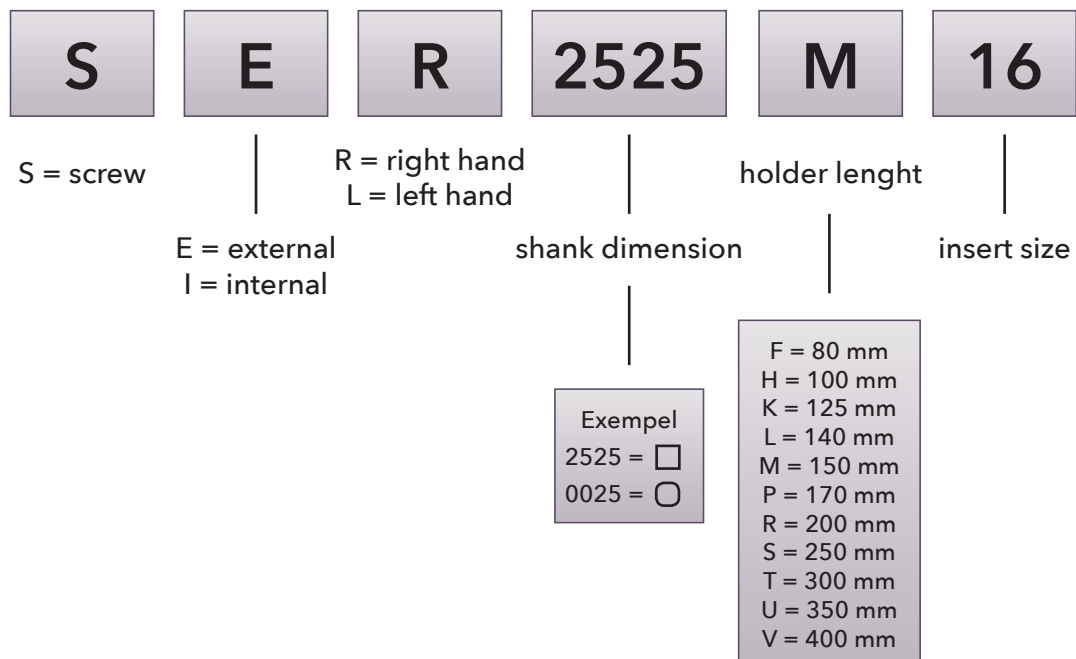 S E R 2525 M 16
S = screw
E = external
I = internal
R = right hand
L = left hand
shank dimension
Exempel
2525 =
0025 =
holder lenght
F = 80 mm
H = 100 mm
K = 125 mm
L = 140 mm
M = 150 mm
P = 170 mm
R = 200 mm
S = 250 mm
T = 300 mm
U = 350 mm
V = 400 mm
insert size